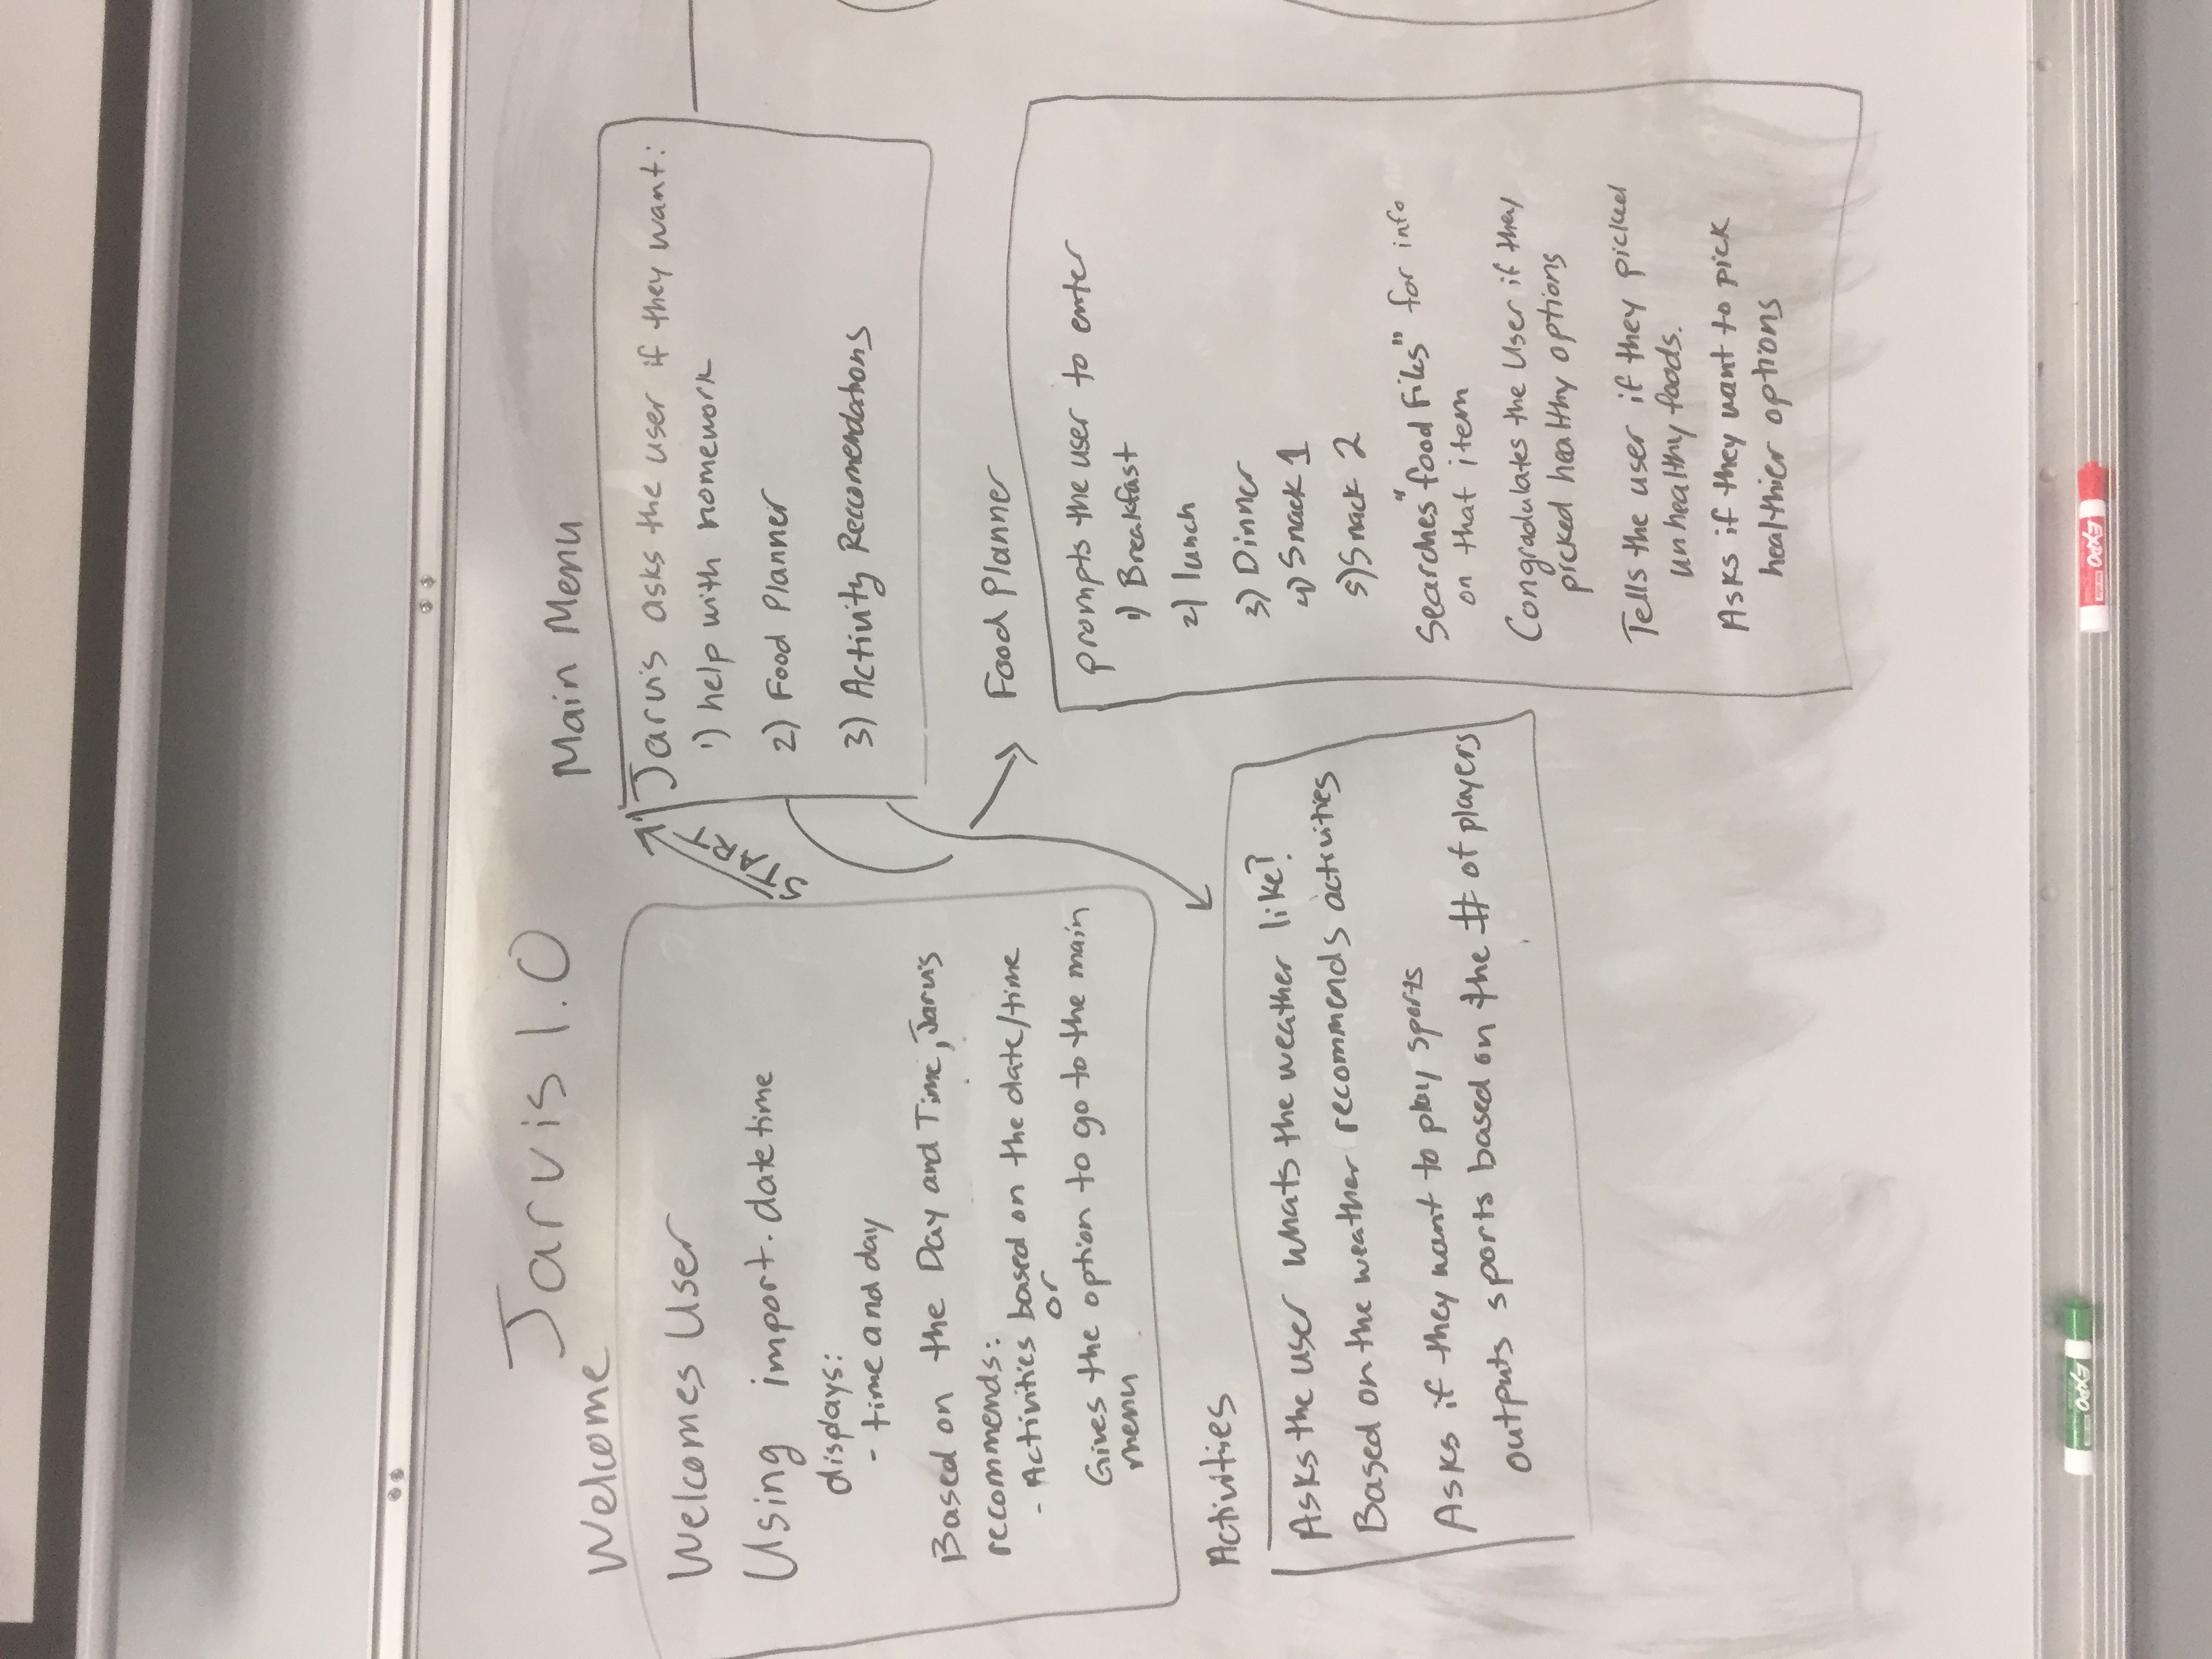 Jarvis 1.0
Welcome
Welcomes User
Using import.datetime
displays:
- time and day
Based on the Day and Time, Jarvis
recommends:
- Activities based on the date/time
or
Gives the option to go to the main
menu
START
Main Menu
Jarvis asks the user if they want:
1) help with homework
2) Food Planner
3) Activity Reccomendations
Activities
Asks the user whats the weather like?
Based on the weather recommends activities
Asks if they want to play sports
outputs sports based on the # of players
Food Planner
prompts the user to enter
1) Breakfast
2) lunch
3) Dinner
4) Snack 1
5) Snack 2
Searches "food Files" for info
on that item
Congradulates the User if they
picked healthy options
Tells the user if they picked
unhealthy foods.
Asks if they want to pick
healthier options
EXPO
EXPO